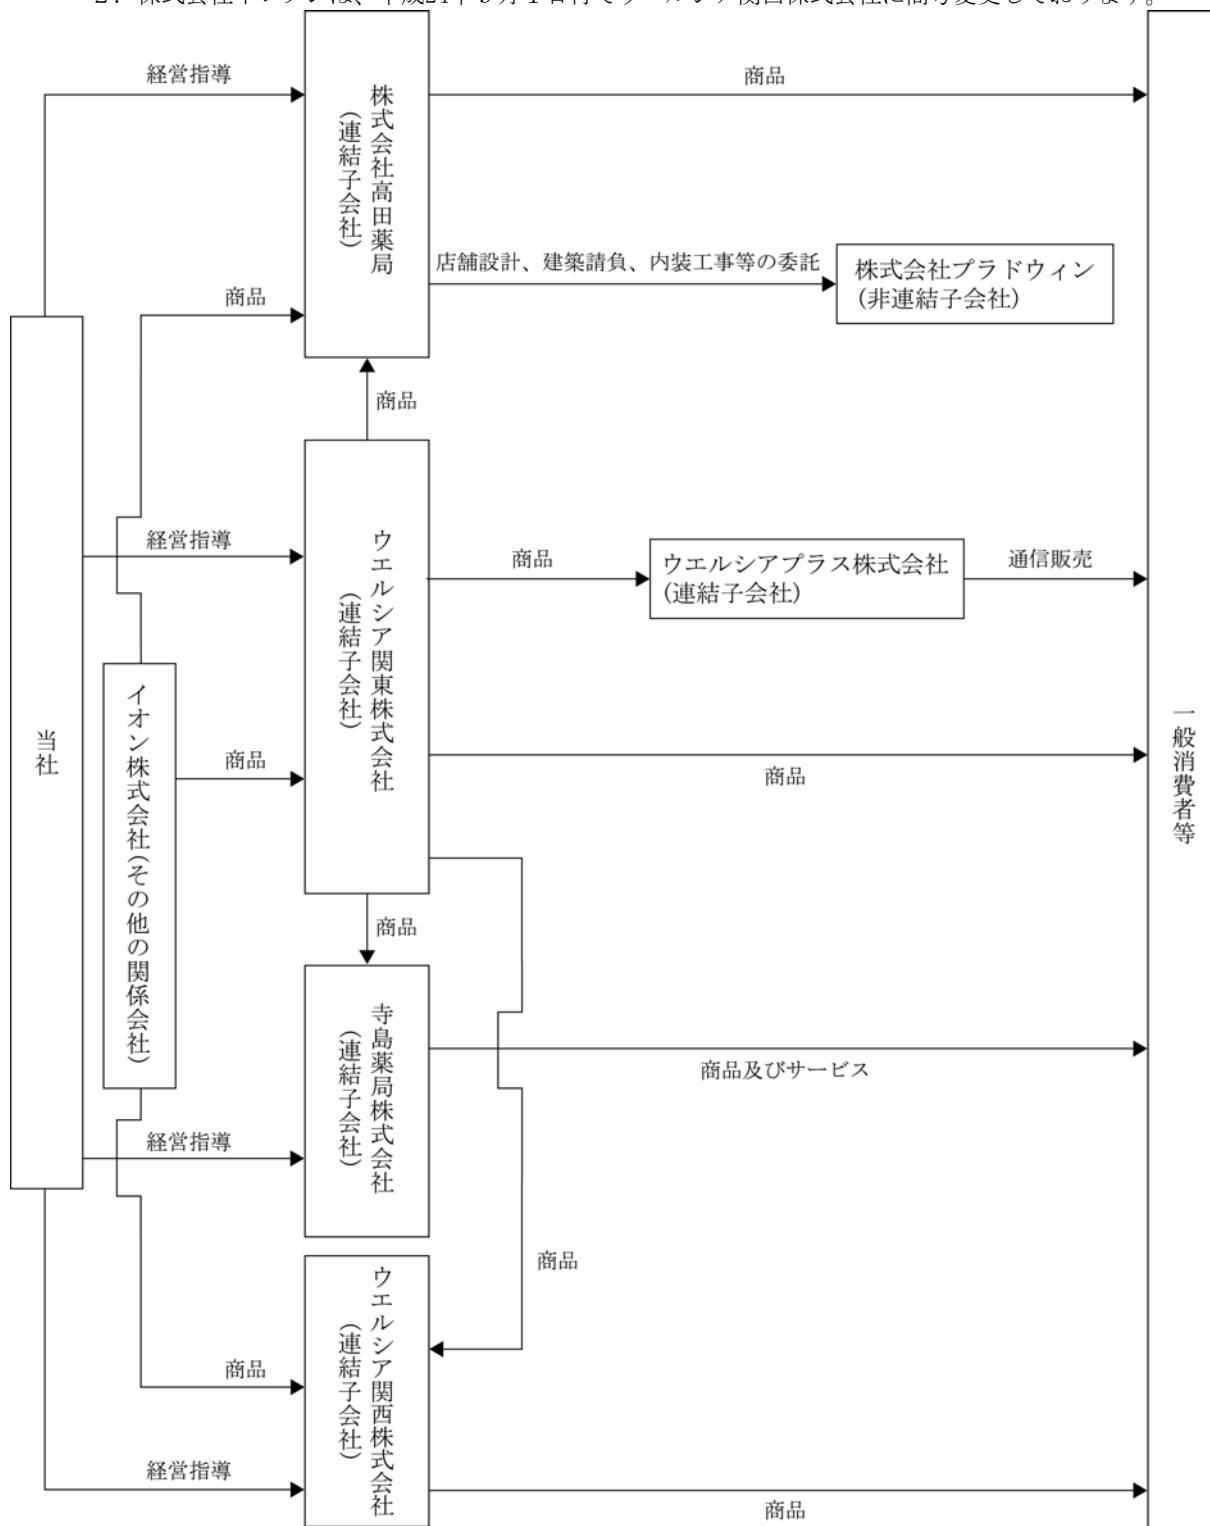 経営指導
商品
株式会社高田薬局
(連結子会社)
店舗設計、建築請負、内装工事等の委託
株式会社プラドウィン
(非連結子会社)
商品
商品
経営指導
ウエルシア関東株式会社
(連結子会社)
商品
ウエルシアプラス株式会社
(連結子会社)
通信販売
当社
イオン株式会社(その他の関係会社)
商品
商品
一般消費者等
商品
寺島薬局株式会社
(連結子会社)
商品及びサービス
経営指導
商品
ウエルシア関西株式会社
(連結子会社)
商品
経営指導
商品